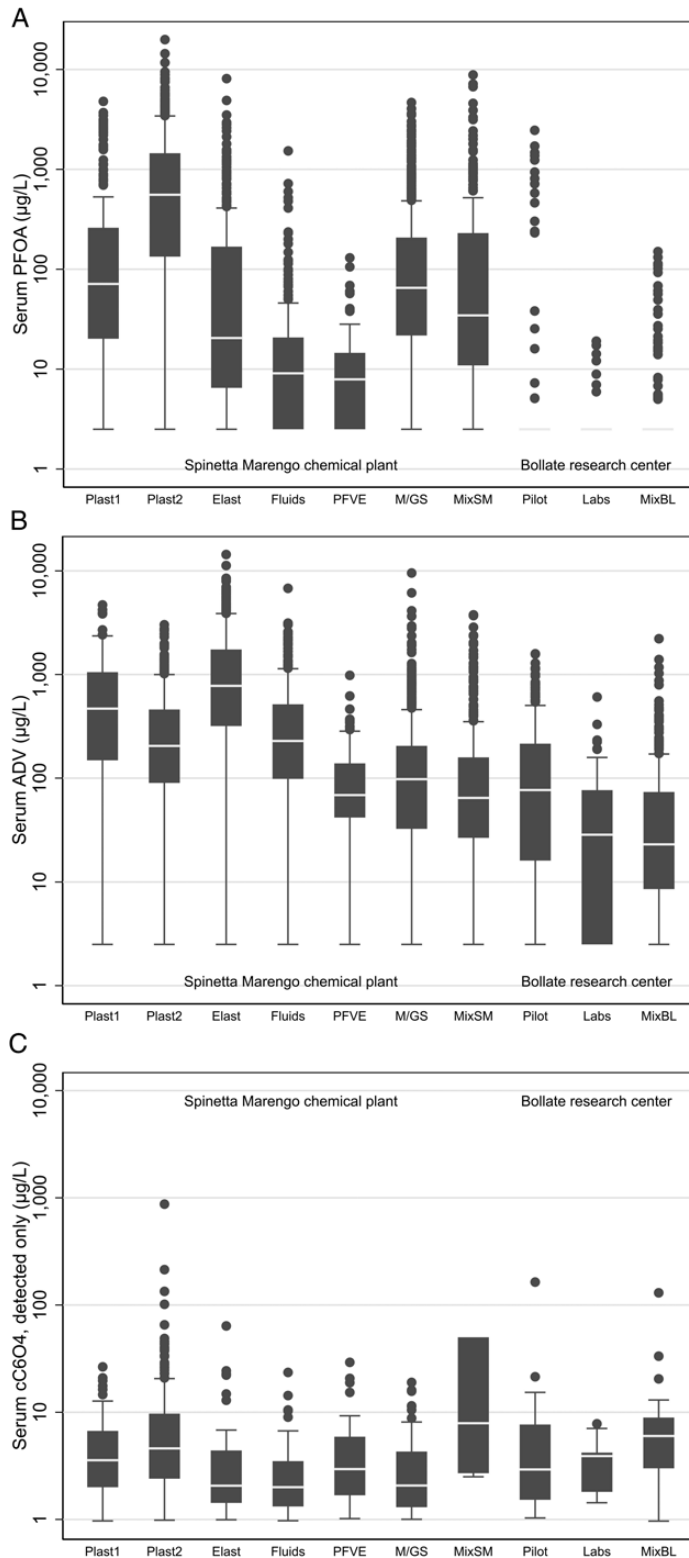 A
Serum PFOA (µg/L)
10,000
1,000
100
10
1
Spinetta Marengo chemical plant Bollate research center
Plast1 Plast2 Elast Fluids PFVE M/GS MixSM Pilot Labs MixBL
B
Serum ADV (µg/L)
10,000
1,000
100
10
1
Spinetta Marengo chemical plant Bollate research center
Plast1 Plast2 Elast Fluids PFVE M/GS MixSM Pilot Labs MixBL
C
Serum cC6O4, detected only (µg/L)
10,000
Spinetta Marengo chemical plant Bollate research center
1,000
100
10
1
Plast1 Plast2 Elast Fluids PFVE M/GS MixSM Pilot Labs MixBL